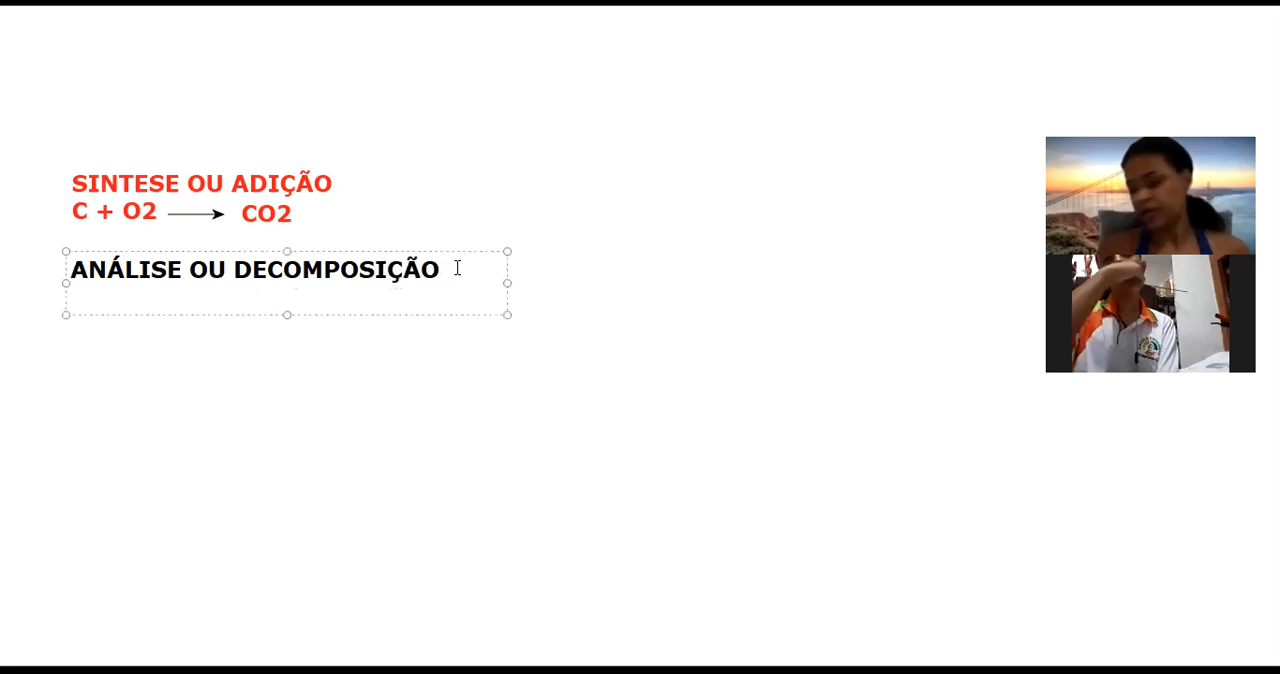 SINTESE OU ADIÇÃO
C + O2 ⟶ CO2
ANÁLISE OU DECOMPOSIÇÃO